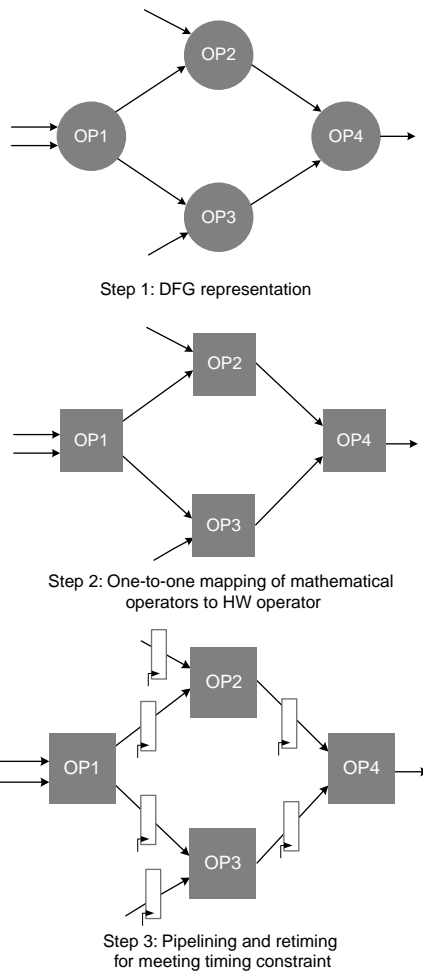 OP2
OP1
OP4
OP3
Step 1: DFG representation
OP2
OP1
OP4
OP3
Step 2: One-to-one mapping of mathematical
operators to HW operator
OP2
OP1
OP4
OP3
Step 3: Pipelining and retiming
for meeting timing constraint